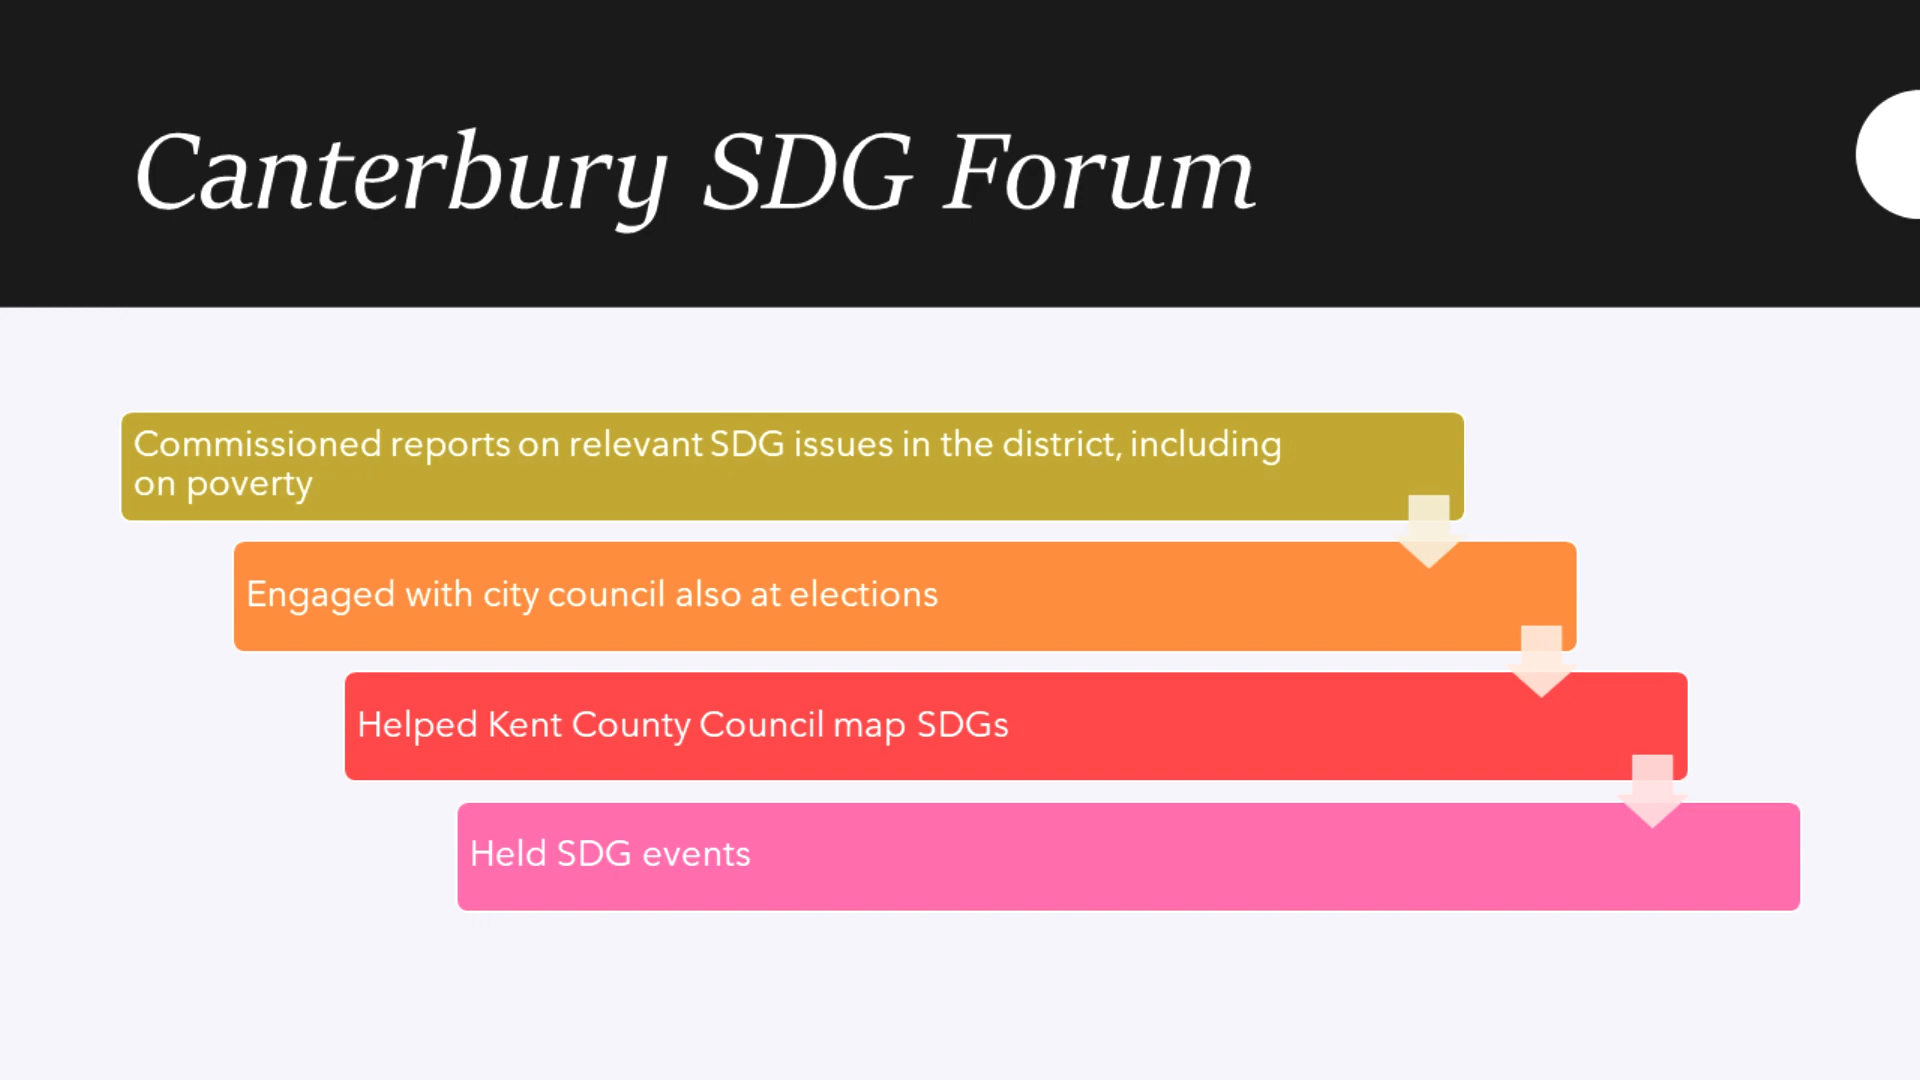 Canterbury SDG Forum
Commissioned reports on relevant SDG issues in the district, including
on poverty
Engaged with city council also at elections
Helped Kent County Council map SDGs
Held SDG events